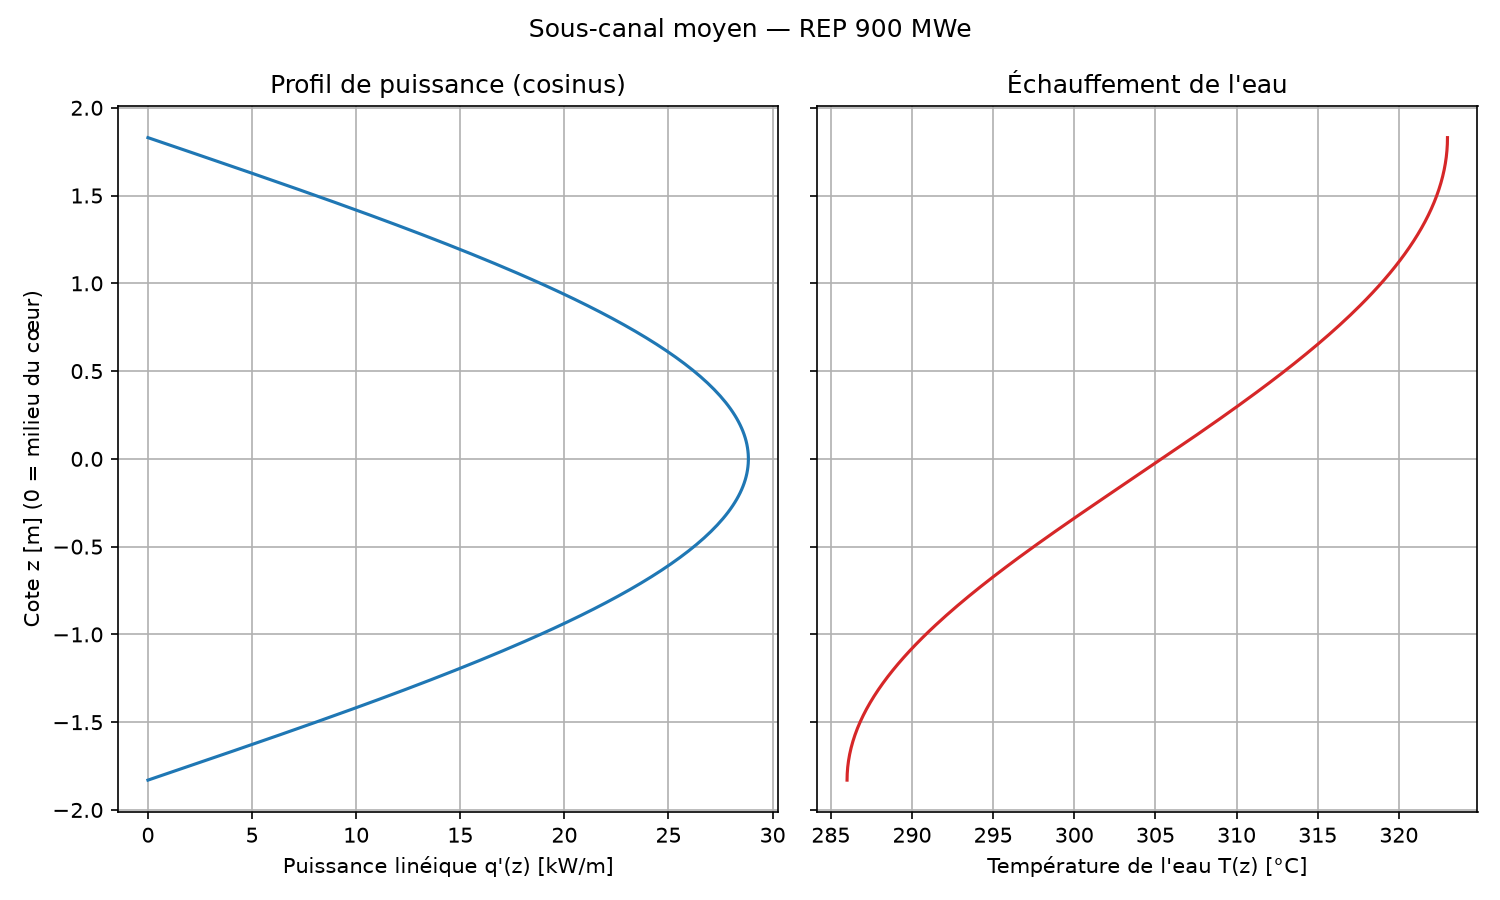 Sous-canal moyen — REP 900 MWe
Profil de puissance (cosinus)
2.0
1.5
1.0
0.5
0.0
−0.5
−1.0
−1.5
−2.0
Cote z [m] (0 = milieu du cœur)
0 5 10 15 20 25 30
Puissance linéique q'(z) [kW/m]
Échauffement de l'eau
285 290 295 300 305 310 315 320
Température de l'eau T(z) [°C]